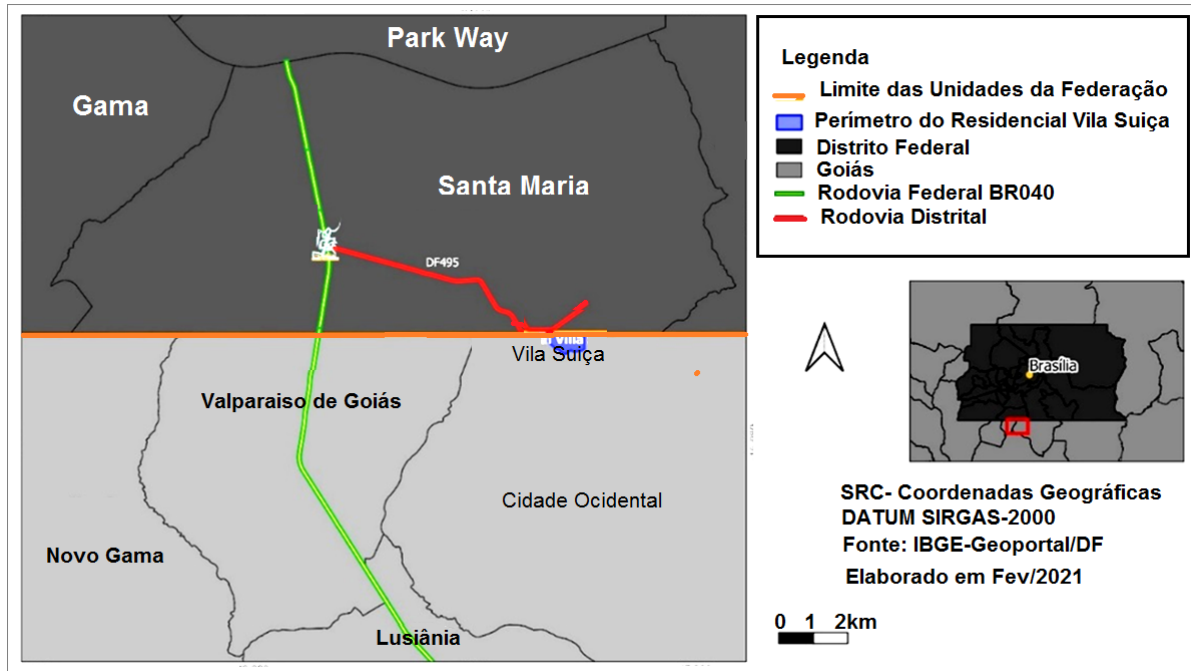 Park Way
Gama
Santa Maria
DF495
Vila Suiça
Valparaiso de Goiás
Cidade Ocidental
Novo Gama
Lusiânia
Legenda
Limite das Unidades da Federação
Perímetro do Residencial Vila Suiça
Distrito Federal
Goiás
Rodovia Federal BR040
Rodovia Distrital
Brasília
SRC- Coordenadas Geográficas
DATUM SIRGAS-2000
Fonte: IBGE-Geoportal/DF
Elaborado em Fev/2021
0 1 2km